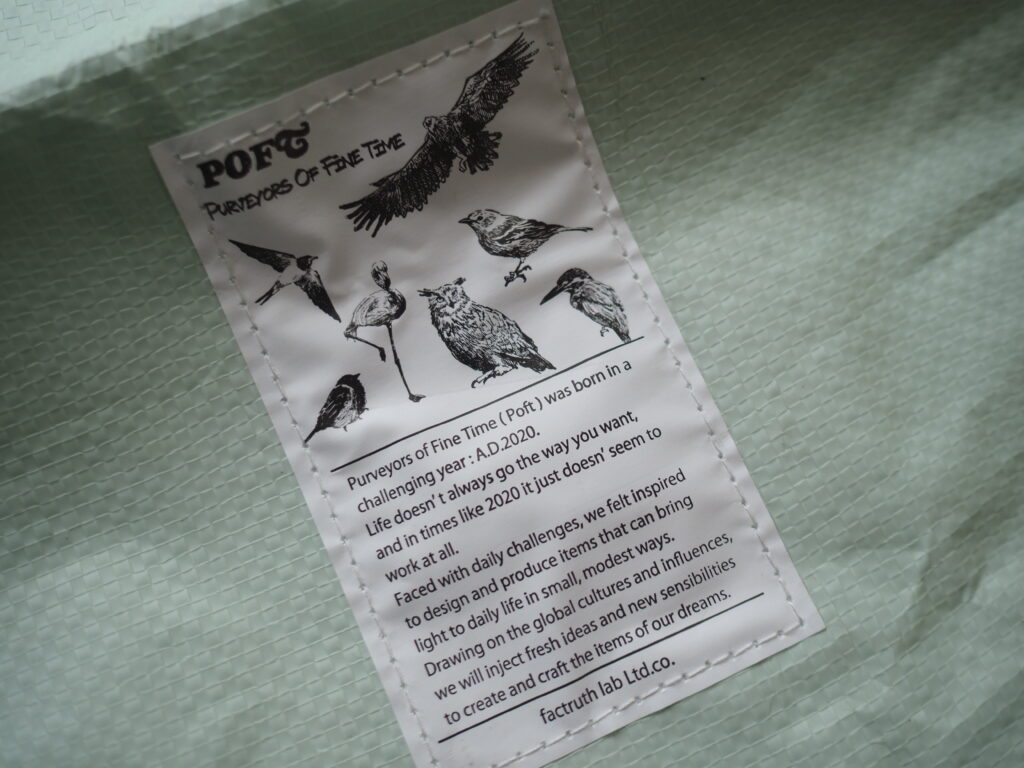 POFt
PURVEYORS OF FINE TIME
Purveyors of Fine Time ( Poft ) was born in a
challenging year : A.D.2020.
Life doesn't always go the way you want,
and in times like 2020 it just doesn' seem to
work at all.
Faced with daily challenges, we felt inspired
to design and produce items that can bring
light to daily life in small, modest ways.
Drawing on the global cultures and influences,
we will inject fresh ideas and new sensibilities
to create and craft the items of our dreams.
factruth lab Ltd.co.